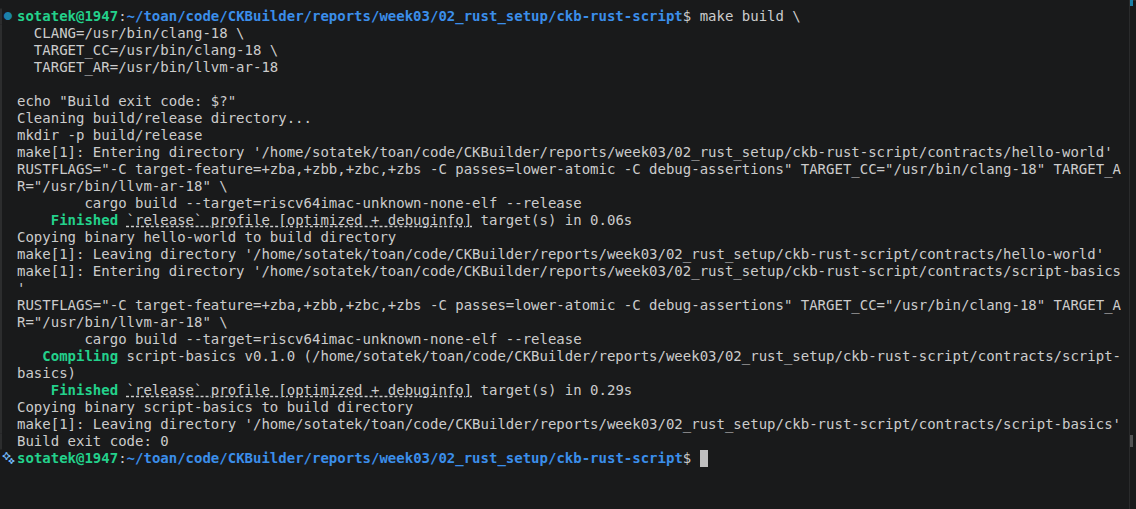 sotatek@1947:~/toan/code/CKBuilder/reports/week03/02_rust_setup/ckb-rust-script$ make build \
  CLANG=/usr/bin/clang-18 \
  TARGET_CC=/usr/bin/clang-18 \
  TARGET_AR=/usr/bin/llvm-ar-18

echo "Build exit code: $?"
Cleaning build/release directory...
mkdir -p build/release
make[1]: Entering directory '/home/sotatek/toan/code/CKBuilder/reports/week03/02_rust_setup/ckb-rust-script/contracts/hello-world'
RUSTFLAGS="-C target-feature=+zba,+zbb,+zbc,+zbs -C passes=lower-atomic -C debug-assertions" TARGET_CC="/usr/bin/clang-18" TARGET_A
R="/usr/bin/llvm-ar-18" \
        cargo build --target=riscv64imac-unknown-none-elf --release
    Finished `release` profile [optimized + debuginfo] target(s) in 0.06s
Copying binary hello-world to build directory
make[1]: Leaving directory '/home/sotatek/toan/code/CKBuilder/reports/week03/02_rust_setup/ckb-rust-script/contracts/hello-world'
make[1]: Entering directory '/home/sotatek/toan/code/CKBuilder/reports/week03/02_rust_setup/ckb-rust-script/contracts/script-basics
'
RUSTFLAGS="-C target-feature=+zba,+zbb,+zbc,+zbs -C passes=lower-atomic -C debug-assertions" TARGET_CC="/usr/bin/clang-18" TARGET_A
R="/usr/bin/llvm-ar-18" \
        cargo build --target=riscv64imac-unknown-none-elf --release
   Compiling script-basics v0.1.0 (/home/sotatek/toan/code/CKBuilder/reports/week03/02_rust_setup/ckb-rust-script/contracts/script-
basics)
    Finished `release` profile [optimized + debuginfo] target(s) in 0.29s
Copying binary script-basics to build directory
make[1]: Leaving directory '/home/sotatek/toan/code/CKBuilder/reports/week03/02_rust_setup/ckb-rust-script/contracts/script-basics'
Build exit code: 0
sotatek@1947:~/toan/code/CKBuilder/reports/week03/02_rust_setup/ckb-rust-script$